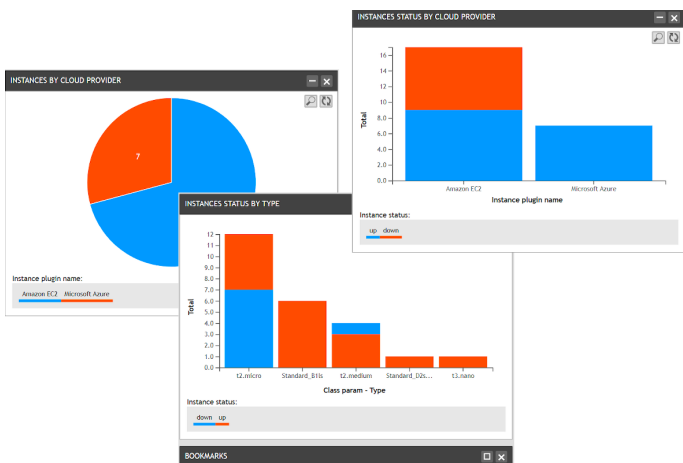 INSTANCES STATUS BY CLOUD PROVIDER
16
14
12
10
8.0
6.0
4.0
2.0
0.0
Total
Amazon EC2 Microsoft Azure
Instance plugin name
Instance status:
up down
INSTANCES BY CLOUD PROVIDER
7
Instance plugin name:
Amazon EC2 Microsoft Azure
INSTANCES STATUS BY TYPE
12
11
10
9.0
8.0
7.0
6.0
5.0
4.0
3.0
2.0
1.0
0.0
Total
t2.micro Standard_B1ls t2.medium Standard_D2s... t3.nano
Class param - Type
Instance status:
down up
BOOKMARKS